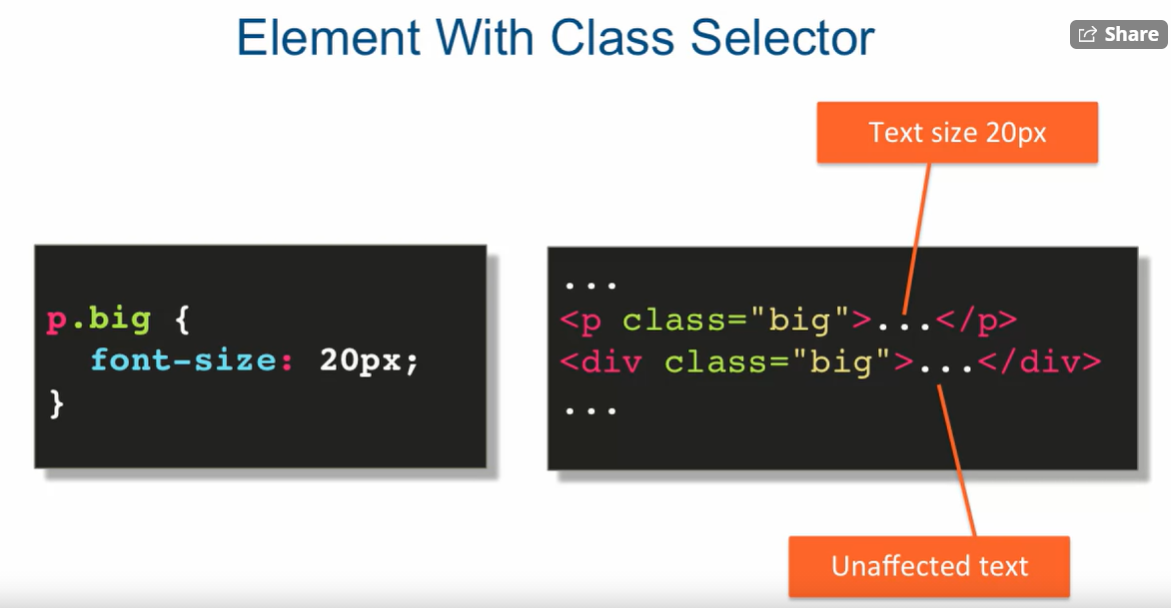 Element With Class Selector
Share
Text size 20px
p.big {
  font-size: 20px;
}
...
<p class="big">...</p>
<div class="big">...</div>
...
Unaffected text